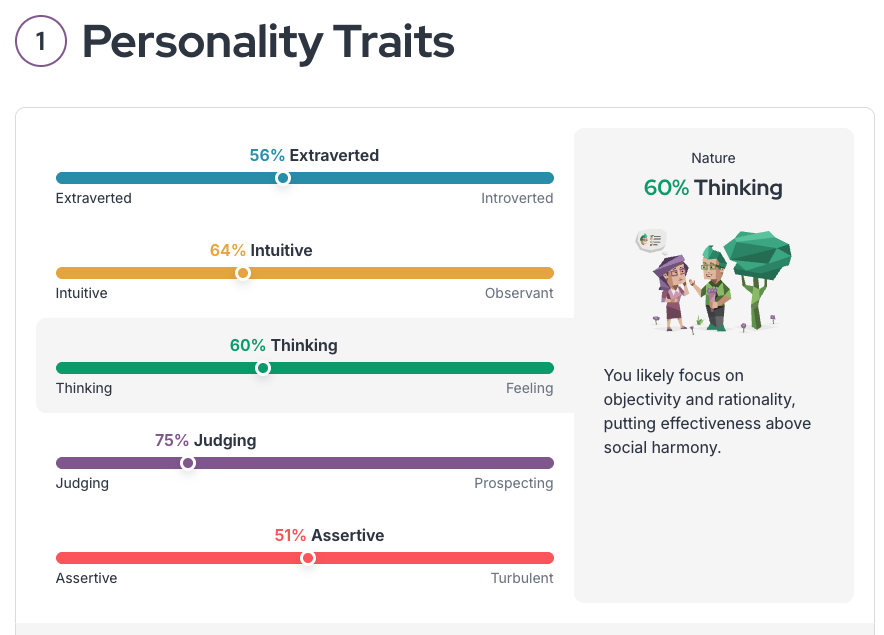 1 Personality Traits
56% Extraverted
Extraverted Introverted
64% Intuitive
Intuitive Observant
60% Thinking
Thinking Feeling
75% Judging
Judging Prospecting
51% Assertive
Assertive Turbulent
Nature
60% Thinking
You likely focus on
objectivity and rationality,
putting effectiveness above
social harmony.